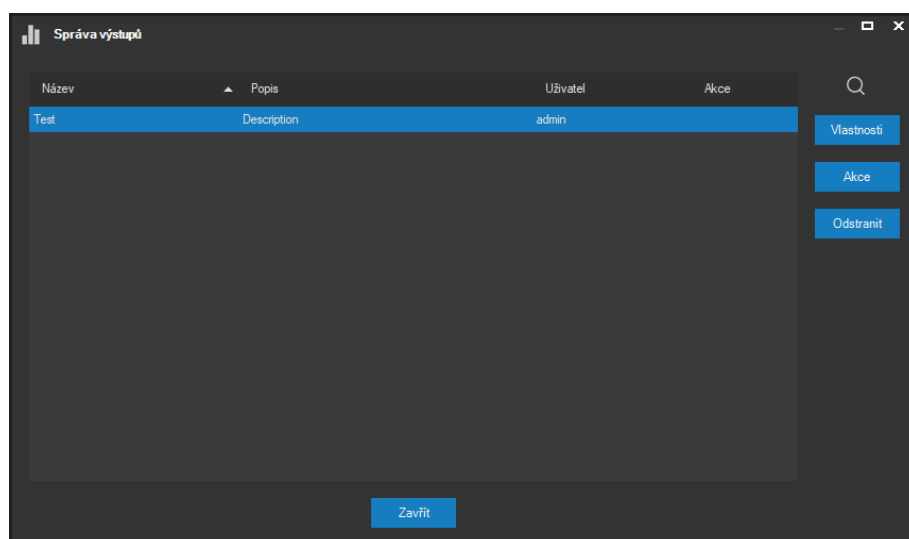 Správa výstupů
Název Popis Uživatel Akce
Test Description admin
Vlastnosti
Akce
Odstranit
Zavřít